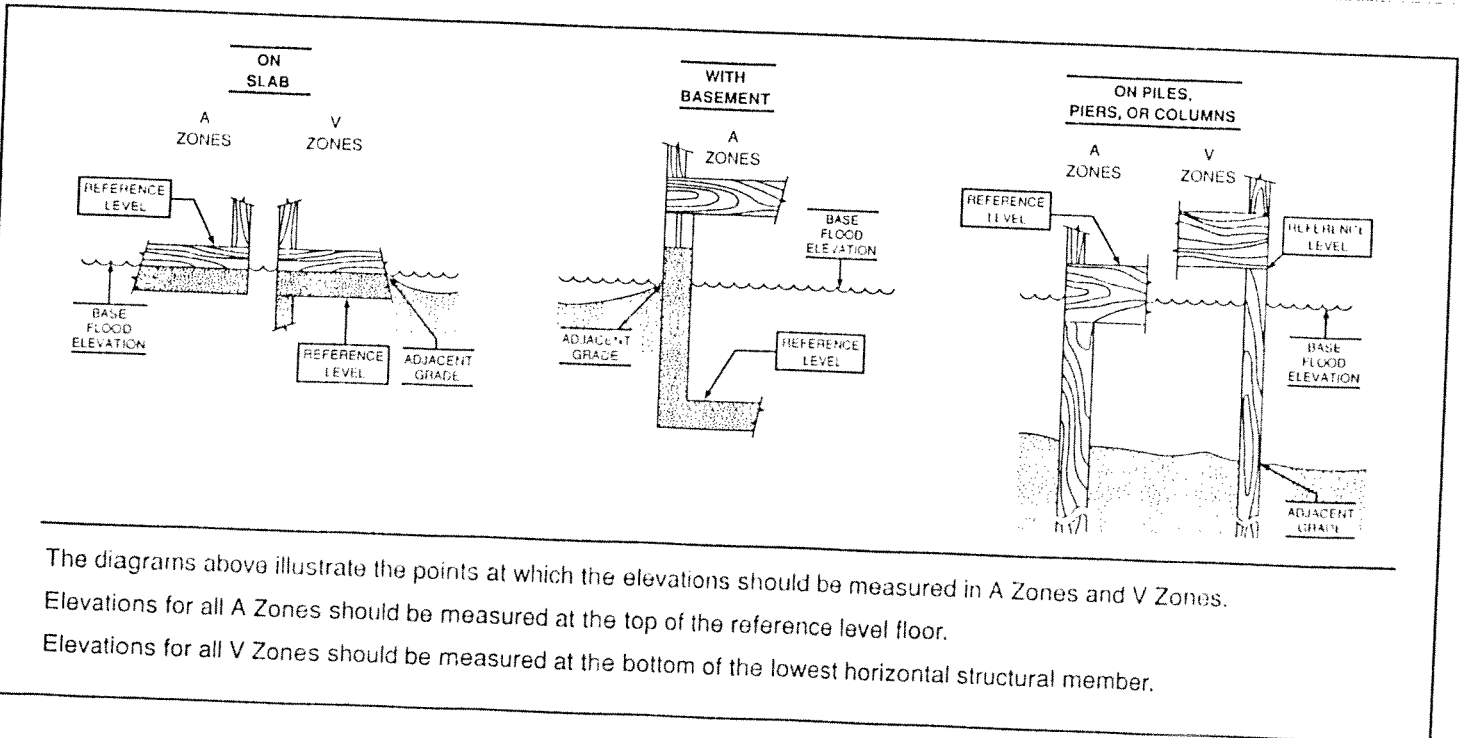 ON
SLAB
A
ZONES
V
ZONES
REFERENCE
LEVEL
BASE
FLOOD
ELEVATION
REFERENCE
LEVEL
ADJACENT
GRADE
WITH
BASEMENT
A
ZONES
BASE
FLOOD
ELEVATION
ADJACENT
GRADE
REFERENCE
LEVEL
ON PILES,
PIERS, OR COLUMNS
A
ZONES
V
ZONES
REFERENCE
LEVEL
REFERENCE
LEVEL
BASE
FLOOD
ELEVATION
ADJACENT
GRADE
The diagrams above illustrate the points at which the elevations should be measured in A Zones and V Zones.
Elevations for all A Zones should be measured at the top of the reference level floor.
Elevations for all V Zones should be measured at the bottom of the lowest horizontal structural member.